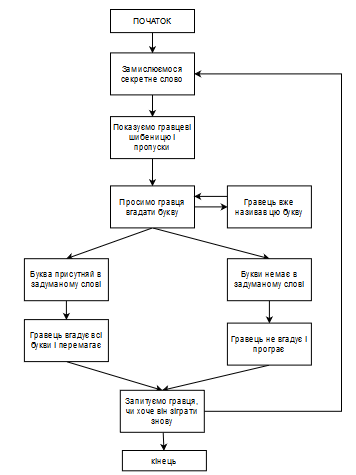 ПОЧАТОК
Замислюємося
секретне слово
Показуємо гравцеві
шибеницю і
пропуски
Просимо гравця
вгадати букву
Гравець вже
називав цю букву
Буква присутняй в
задуманому слові
Букви немає в
задуманому слові
Гравець вгадує всі
букви і перемагає
Гравець не вгадує і
програє
Запитуємо гравця,
чи хоче він зіграти
знову
кінець